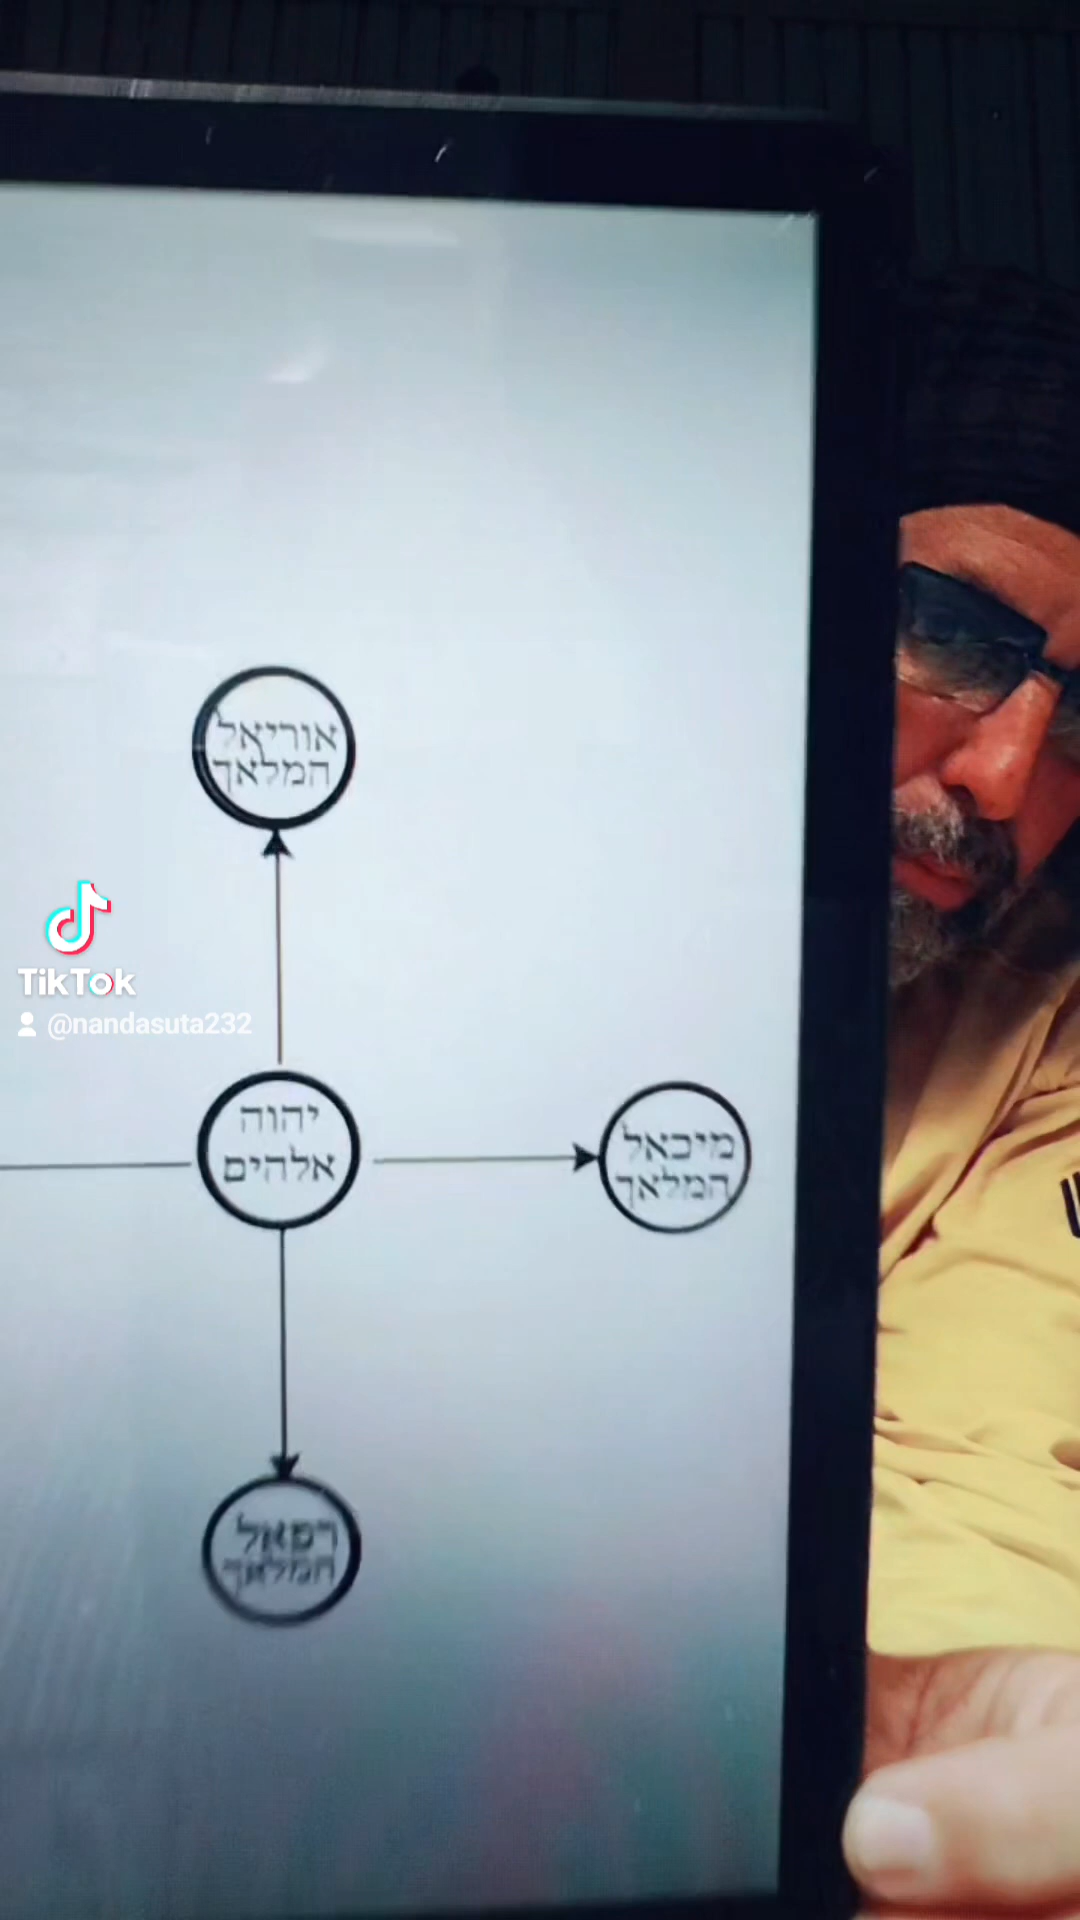 אוריאל
המלאך
TikTok
@nandasuta232
יהוה
אלהים
מיכאל
המלאך
רפאל
המלאך